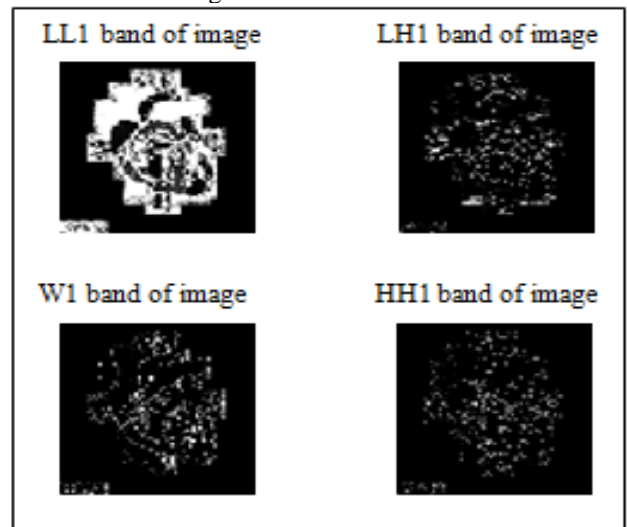 LL1 band of image
LH1 band of image
W1 band of image
HH1 band of image